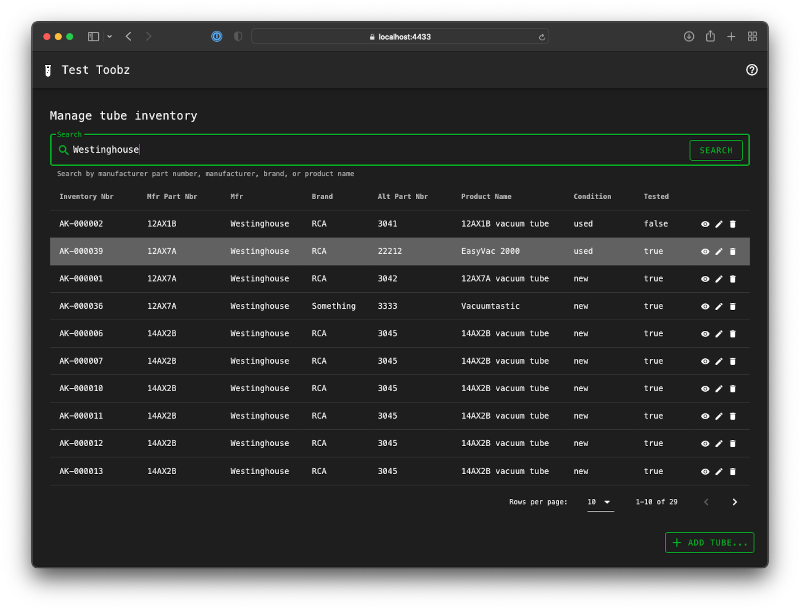 localhost:4433
Test Toobz
Manage tube inventory
Search
Westinghouse SEARCH
Search by manufacturer part number, manufacturer, brand, or product name
Inventory Nbr Mfr Part Nbr Mfr Brand Alt Part Nbr Product Name Condition Tested
AK-000002 12AX1B Westinghouse RCA 3041 12AX1B vacuum tube used false
AK-000039 12AX7A Westinghouse RCA 22212 EasyVac 2000 used true
AK-000001 12AX7A Westinghouse RCA 3042 12AX7A vacuum tube new true
AK-000036 12AX7A Westinghouse Something 3333 Vacuumtastic new true
AK-000006 14AX2B Westinghouse RCA 3045 14AX2B vacuum tube new true
AK-000007 14AX2B Westinghouse RCA 3045 14AX2B vacuum tube new true
AK-000010 14AX2B Westinghouse RCA 3045 14AX2B vacuum tube new true
AK-000011 14AX2B Westinghouse RCA 3045 14AX2B vacuum tube new true
AK-000012 14AX2B Westinghouse RCA 3045 14AX2B vacuum tube new true
AK-000013 14AX2B Westinghouse RCA 3045 14AX2B vacuum tube new true
Rows per page: 10 1-10 of 29
+ ADD TUBE...